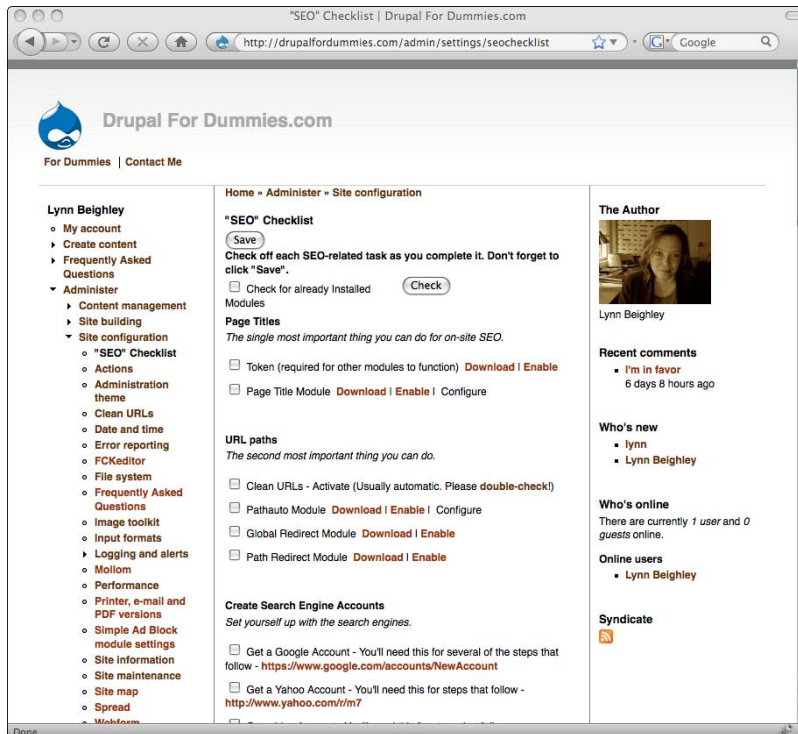 "SEO" Checklist | Drupal For Dummies.com
http://drupalfordummies.com/admin/settings/seochecklist
G Google
Drupal For Dummies.com
For Dummies | Contact Me
Lynn Beighley
My account
Create content
Frequently Asked
Questions
Administer
Content management
Site building
Site configuration
"SEO" Checklist
Actions
Administration
theme
Clean URLs
Date and time
Error reporting
FCKeditor
File system
Frequently Asked
Questions
Image toolkit
Input formats
Logging and alerts
Mollom
Performance
Printer, e-mail and
PDF versions
Simple Ad Block
module settings
Site information
Site maintenance
Site map
Spread
Webform
Home » Administer » Site configuration
"SEO" Checklist
Save
Check off each SEO-related task as you complete it. Don't forget to
click "Save".
Check for already Installed
Modules
Check
Page Titles
The single most important thing you can do for on-site SEO.
Token (required for other modules to function) Download | Enable
Page Title Module Download | Enable | Configure
URL paths
The second most important thing you can do.
Clean URLs - Activate (Usually automatic. Please double-check!)
Pathauto Module Download | Enable | Configure
Global Redirect Module Download | Enable
Path Redirect Module Download | Enable
Create Search Engine Accounts
Set yourself up with the search engines.
Get a Google Account - You'll need this for several of the steps that
follow - https://www.google.com/accounts/NewAccount
Get a Yahoo Account - You'll need this for steps that follow -
http://www.yahoo.com/r/m7
The Author
Lynn Beighley
Recent comments
I'm in favor
6 days 8 hours ago
Who's new
lynn
Lynn Beighley
Who's online
There are currently 1 user and 0
guests online.
Online users
Lynn Beighley
Syndicate
Done